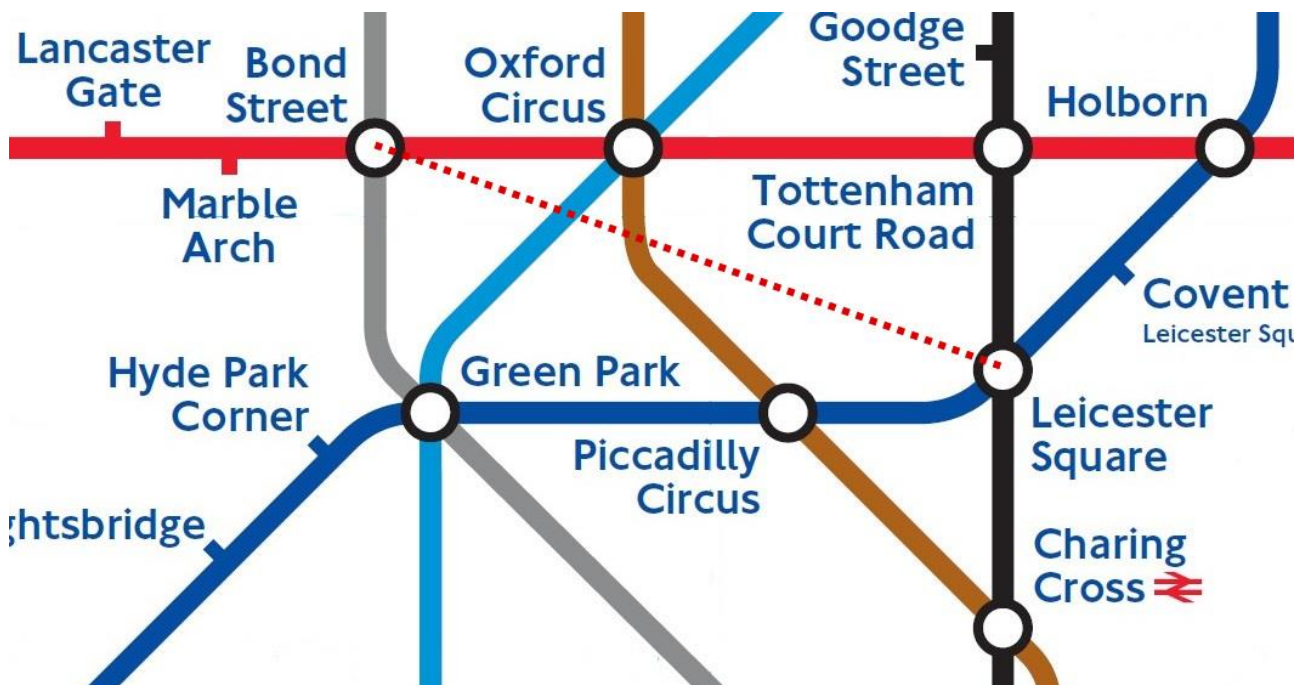 Lancaster
Gate
Bond
Street
Oxford
Circus
Goodge
Street
Holborn
Marble
Arch
Tottenham
Court Road
Covent
Leicester
Hyde Park
Corner
Green Park
Piccadilly
Circus
Leicester
Square
Charing
Cross